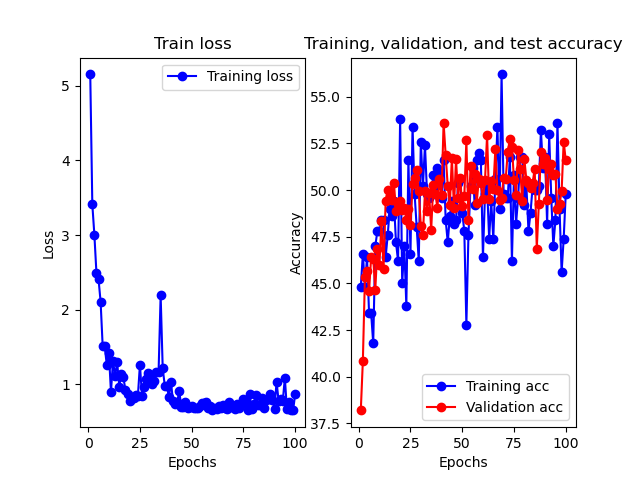 Train loss
Training, validation, and test accuracy
Training loss
Loss
5
4
3
2
1
0
25
50
75
100
Epochs
Accuracy
55.0
52.5
50.0
47.5
45.0
42.5
40.0
37.5
Training acc
Validation acc
0
25
50
75
100
Epochs